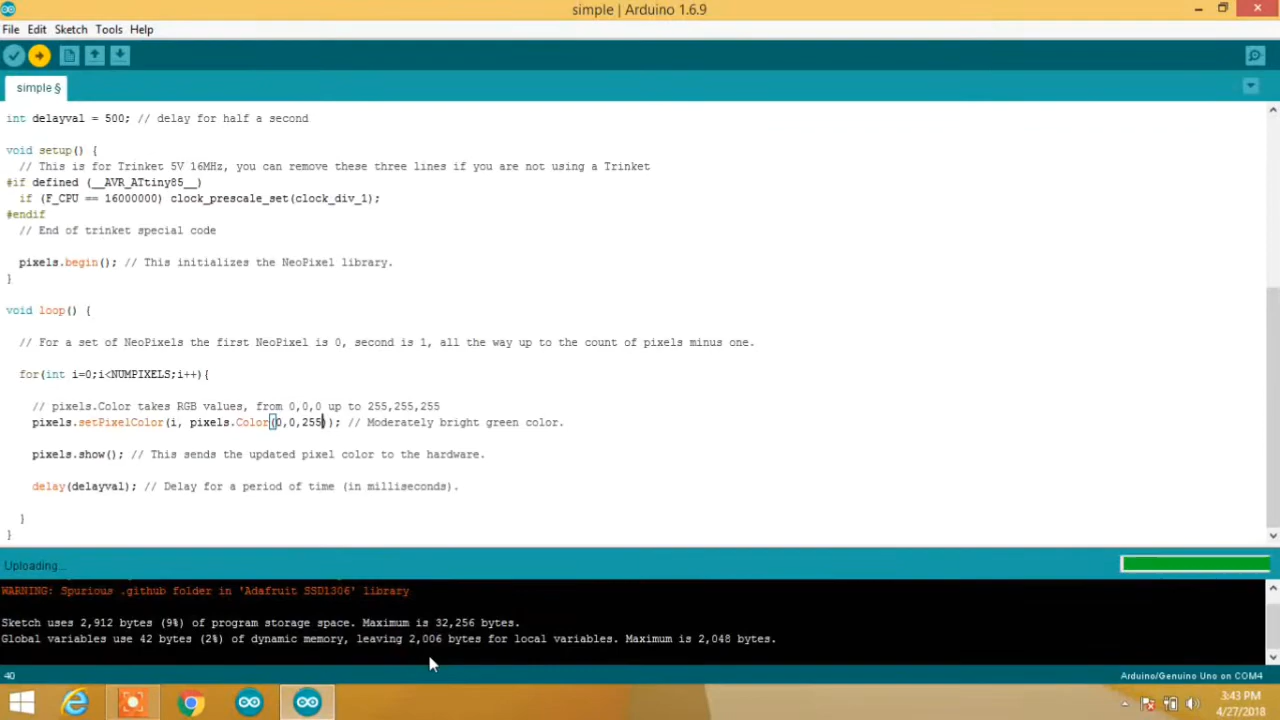 simple | Arduino 1.6.9
File Edit Sketch Tools Help
simple §
int delayval = 500; // delay for half a second
void setup() {
// This is for Trinket 5V 16MHz, you can remove these three lines if you are not using a Trinket
#if defined (__AVR_ATtiny85__)
if (F_CPU == 16000000) clock_prescale_set(clock_div_1);
#endif
// End of trinket special code
pixels.begin(); // This initializes the NeoPixel library.
}
void loop() {
// For a set of NeoPixels the first NeoPixel is 0, second is 1, all the way up to the count of pixels minus one.
for(int i=0;i<NUMPIXELS;i++){
// pixels.Color takes RGB values, from 0,0,0 up to 255,255,255
pixels.setPixelColor(i, pixels.Color(0,0,255)); // Moderately bright green color.
pixels.show(); // This sends the updated pixel color to the hardware.
delay(delayval); // Delay for a period of time (in milliseconds).
}
}
Uploading...
WARNING: Spurious .github folder in 'Adafruit SSD1306' library
Sketch uses 2,912 bytes (9%) of program storage space. Maximum is 32,256 bytes.
Global variables use 42 bytes (2%) of dynamic memory, leaving 2,006 bytes for local variables. Maximum is 2,048 bytes.
40 Arduino/Genuino Uno on COM4
3:43 PM
4/27/2018